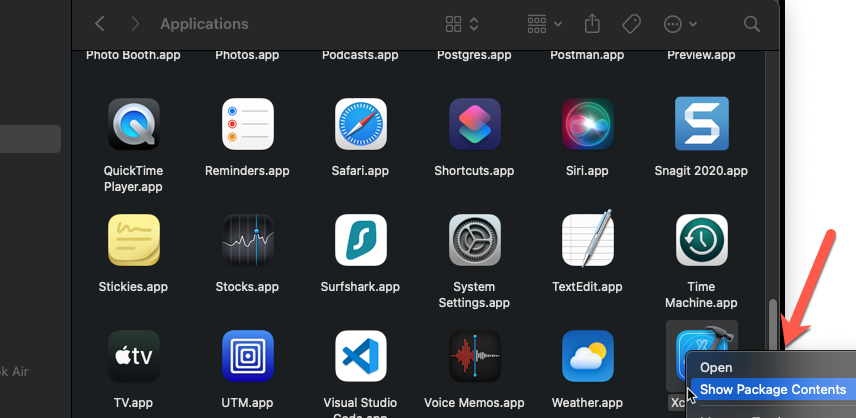 Applications
Photo Booth.app
Photos.app
Podcasts.app
Postgres.app
Postman.app
Preview.app
QuickTime
Player.app
Reminders.app
Safari.app
Shortcuts.app
Siri.app
Snagit 2020.app
Stickies.app
Stocks.app
Surfshark.app
System
Settings.app
TextEdit.app
Time
Machine.app
ok Air
tv
TV.app
UTM.app
Visual Studio
Code.app
Voice Memos.app
Weather.app
Xc
Open
Show Package Contents